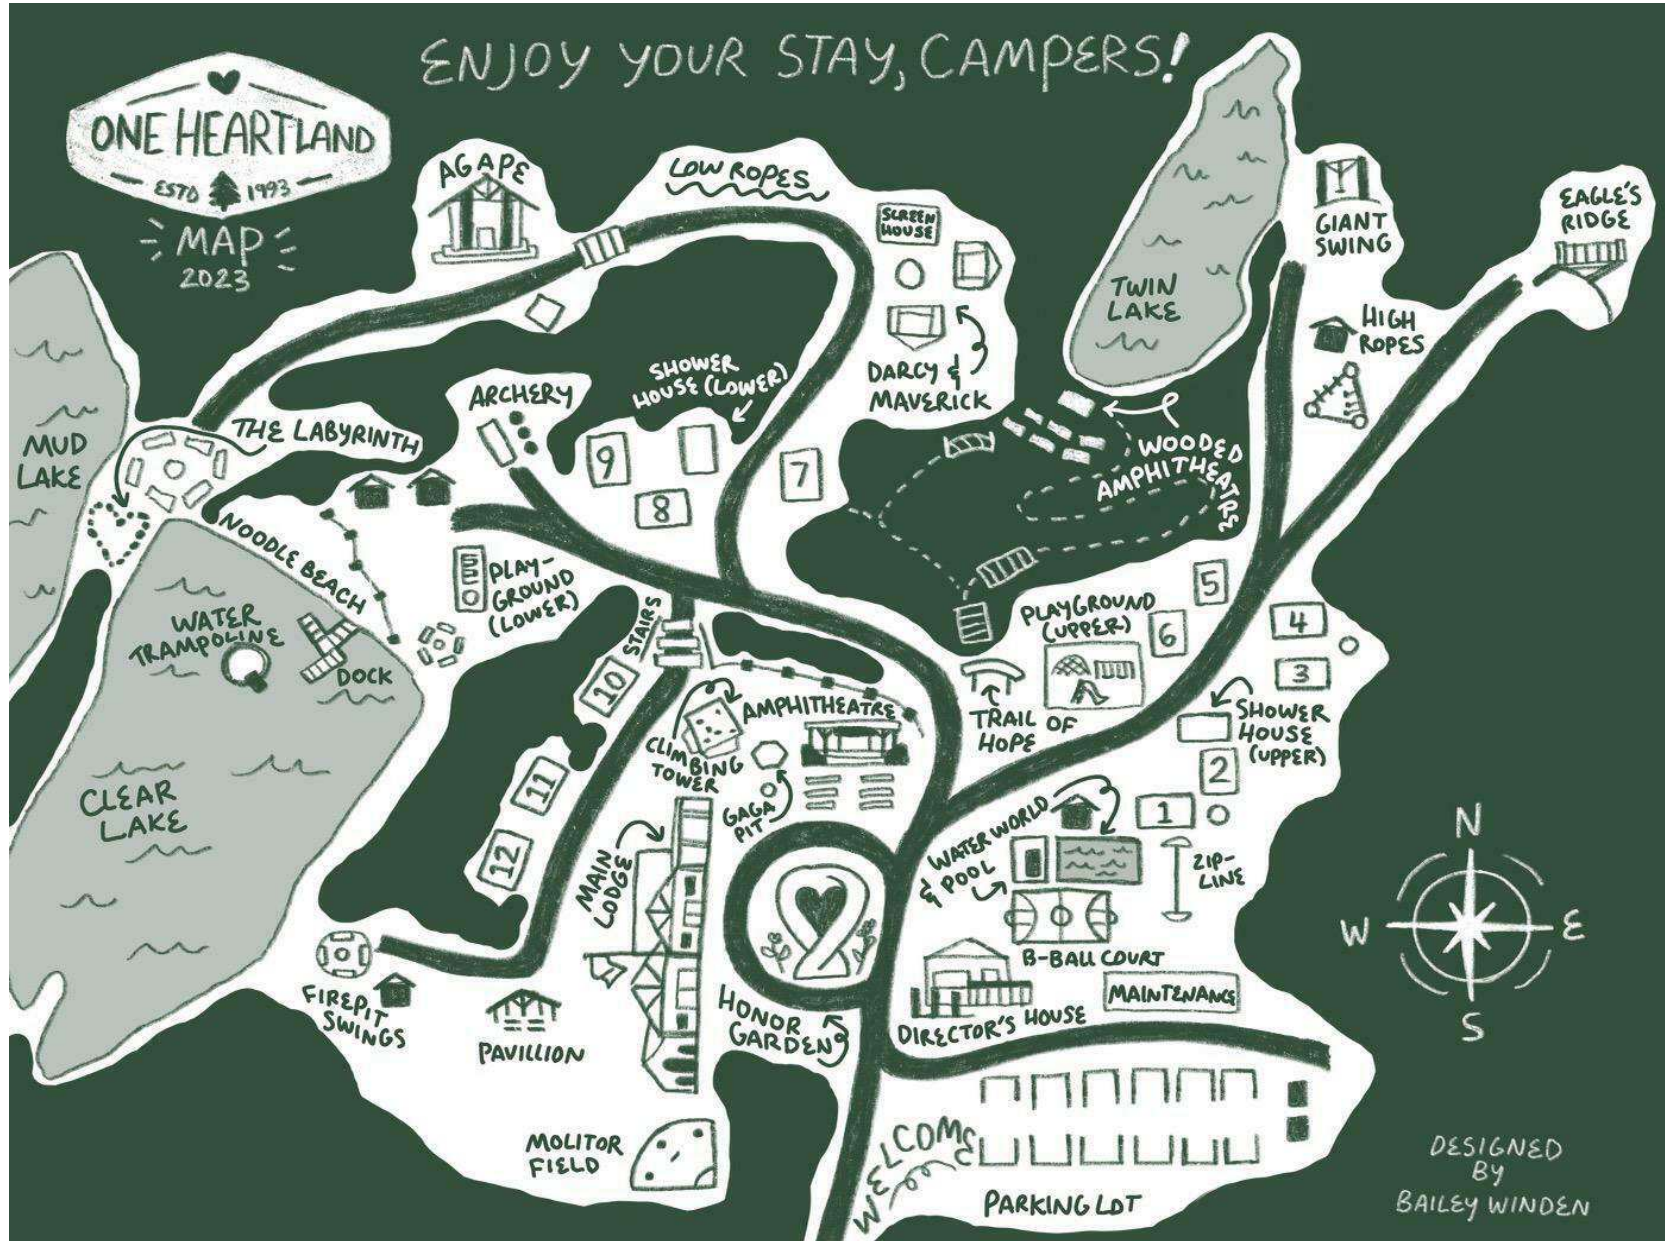 ENJOY YOUR STAY, CAMPERS!
ONE HEARTLAND
ESTD 1993
MAP
2023
AGAPE
LOW ROPES
SCREEN
HOUSE
DARCY &
MAVERICK
TWIN
LAKE
GIANT
SWING
EAGLE'S
RIDGE
HIGH
ROPES
WOODED
AMPHITHEATRE
MUD
LAKE
THE LABYRINTH
ARCHERY
SHOWER
HOUSE (LOWER)
9
8
7
NOODLE BEACH
PLAY-
GROUND
(LOWER)
WATER
TRAMPOLINE
DOCK
CLEAR
LAKE
STAIRS
10
11
12
CLIMBING
TOWER
AMPHITHEATRE
GAGA
PIT
TRAIL OF
HOPE
PLAYGROUND
(UPPER)
6
5
4
3
SHOWER
HOUSE
(UPPER)
2
1
WATER WORLD
& POOL
ZIP-
LINE
B-BALL COURT
MAIN
LODGE
HONOR
GARDEN
DIRECTOR'S HOUSE
MAINTENANCE
FIREPIT
SWINGS
PAVILLION
MOLITOR
FIELD
WELCOME
PARKING LOT
N
W
E
S
DESIGNED
BY
BAILEY WINDEN